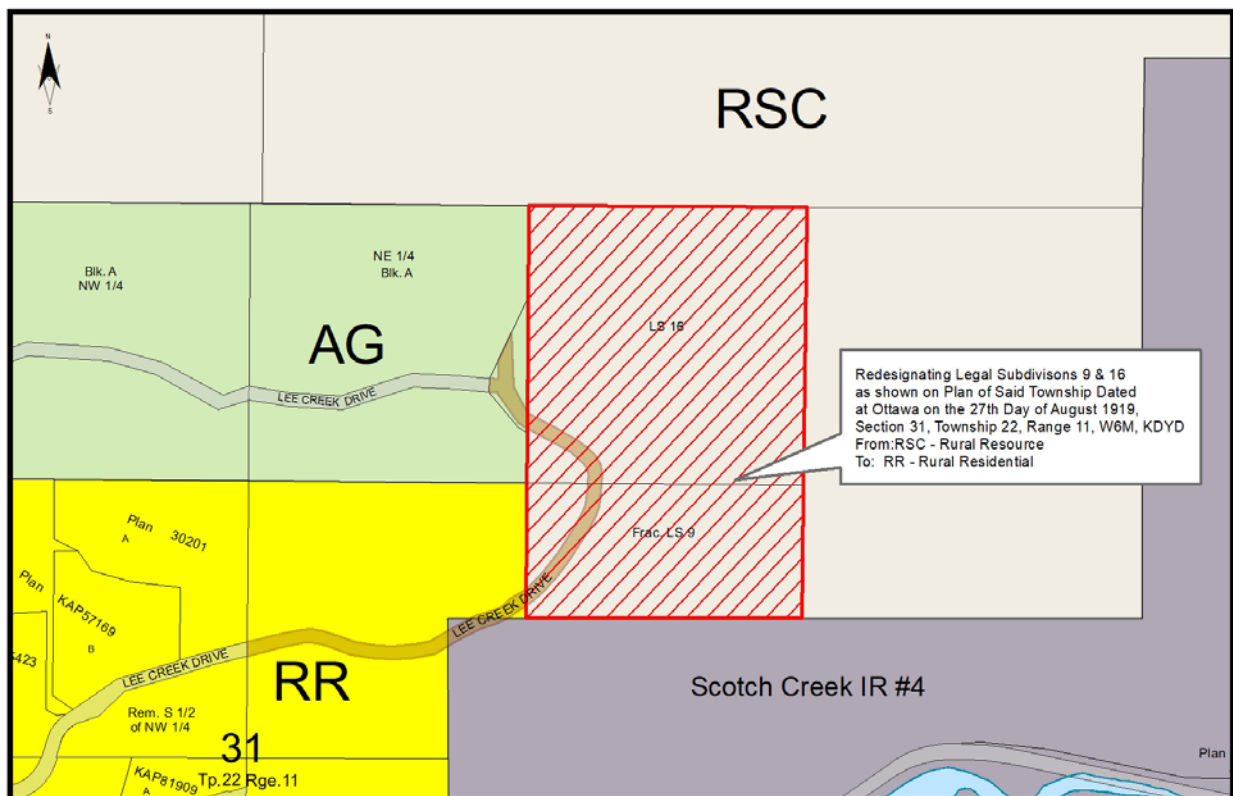 N
S
RSC
NE 1/4
Blk. A
Blk. A
NW 1/4
LS 16
AG
LEE CREEK DRIVE
Redesignating Legal Subdivisons 9 & 16
as shown on Plan of Said Township Dated
at Ottawa on the 27th Day of August 1919,
Section 31, Township 22, Range 11, W6M, KDYD
From:RSC - Rural Resource
To: RR - Rural Residential
Plan 30201
A
Frac. LS 9
Plan
KAP57169
B
LEE CREEK DRIVE
LEE CREEK DRIVE
RR
Scotch Creek IR #4
Rem. S 1/2
of NW 1/4
31
Tp.22 Rge.11
Plan
KAP81909
A